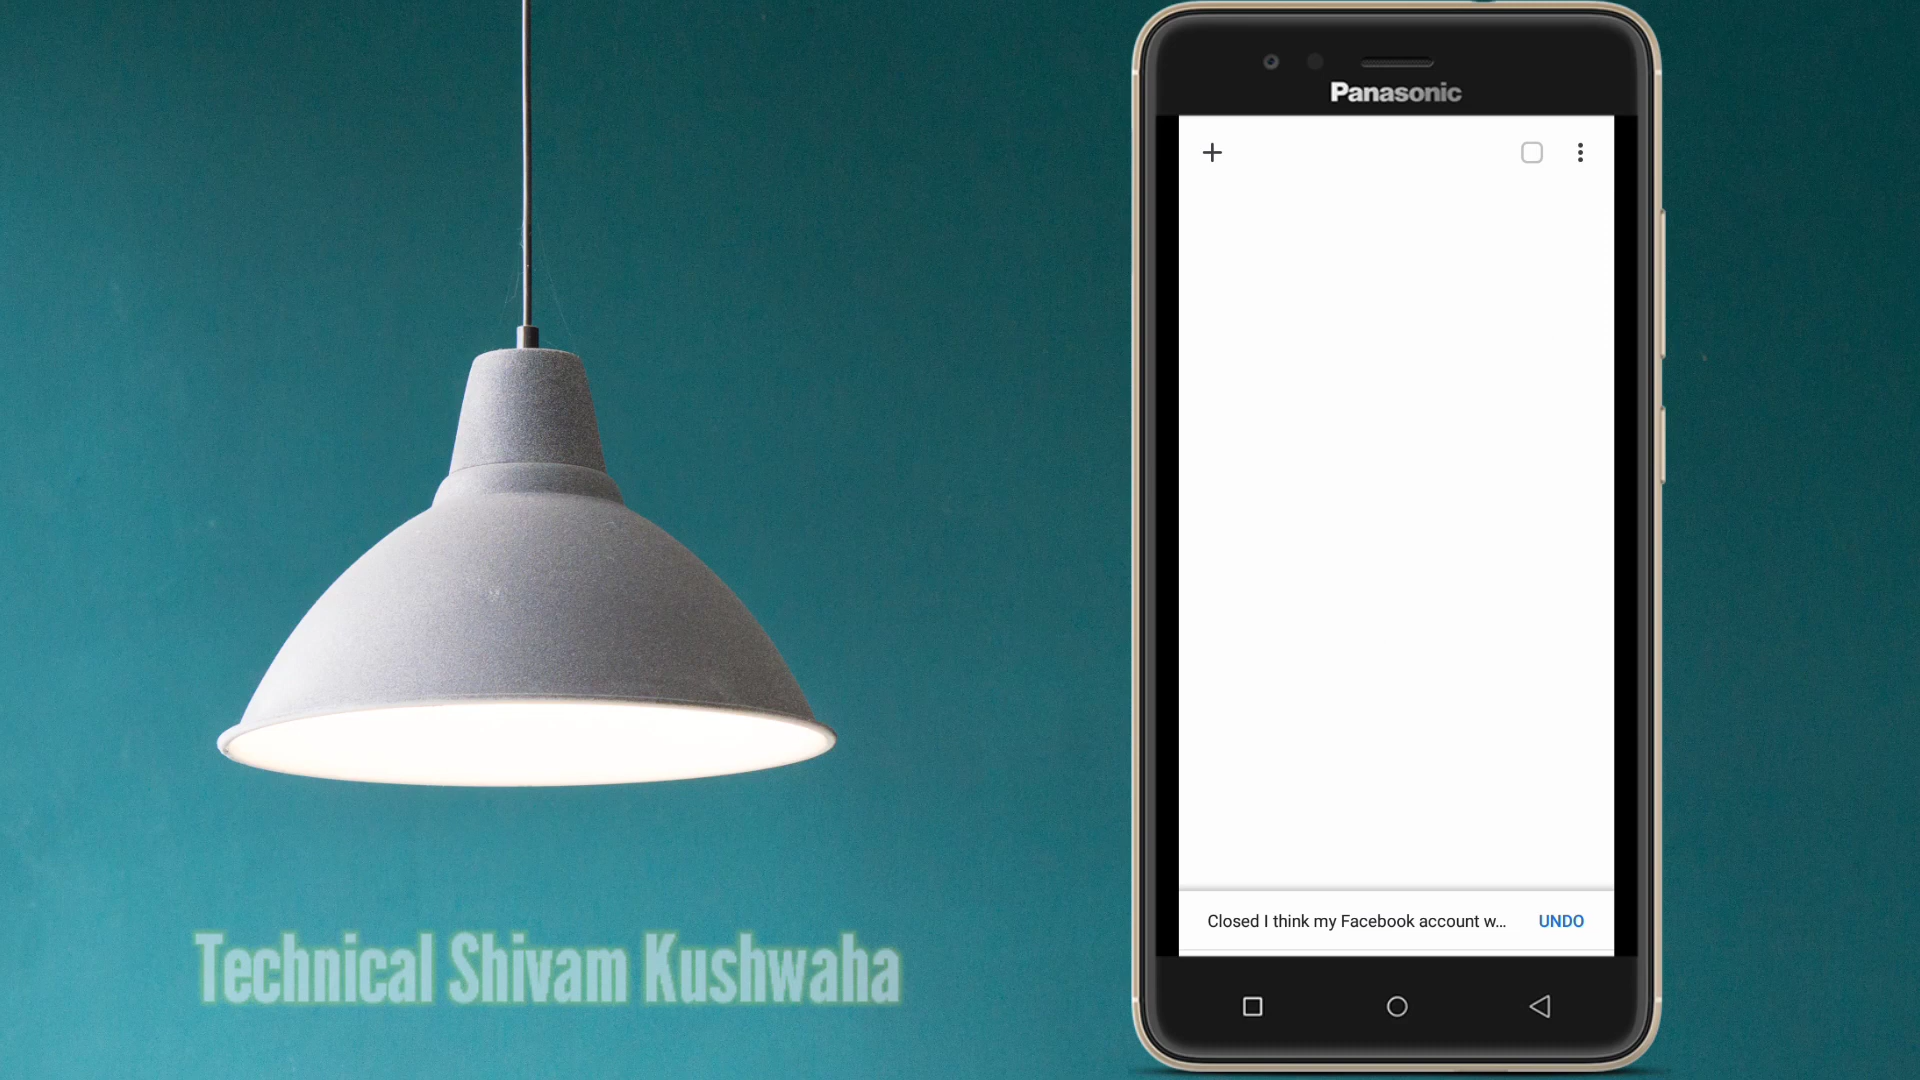 Panasonic
Closed I think my Facebook account w...
UNDO
Technical Shivam Kushwaha